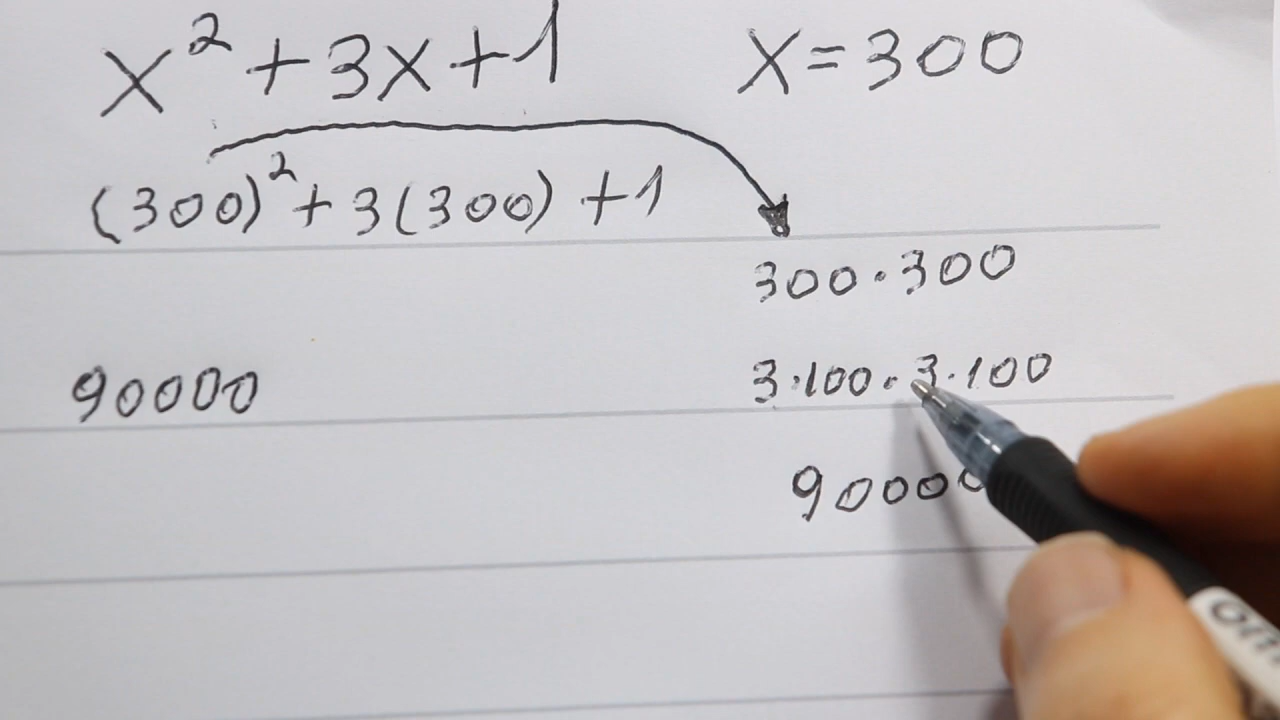 x² + 3x + 1
x = 300
(300)² + 3(300) + 1
300 · 300
3·100 · 3·100
90000
90000